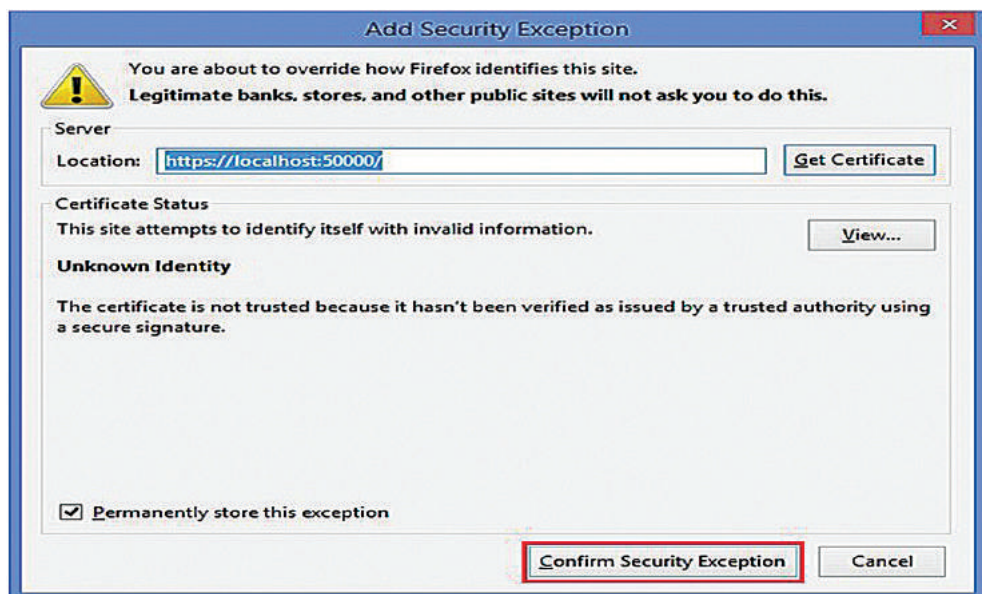 Add Security Exception
You are about to override how Firefox identifies this site.
Legitimate banks, stores, and other public sites will not ask you to do this.
Server
Location: https://localhost:50000/ Get Certificate
Certificate Status
This site attempts to identify itself with invalid information. View...
Unknown Identity
The certificate is not trusted because it hasn't been verified as issued by a trusted authority using
a secure signature.
Permanently store this exception
Confirm Security Exception Cancel